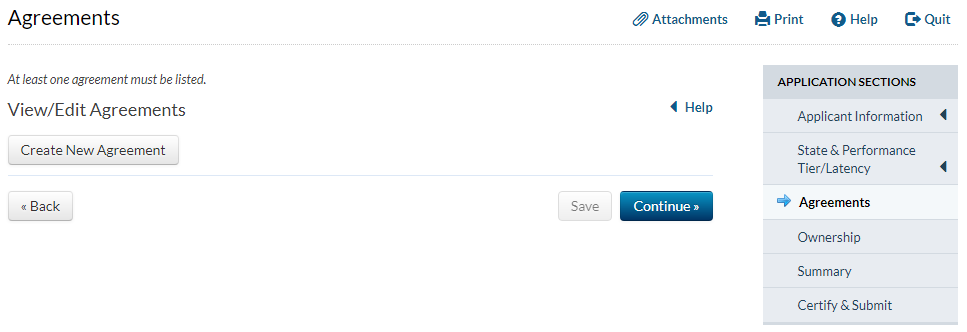 Agreements
Attachments
Print
Help
Quit
At least one agreement must be listed.
View/Edit Agreements
Help
Create New Agreement
« Back
Save
Continue »
APPLICATION SECTIONS
Applicant Information
State & Performance
Tier/Latency
Agreements
Ownership
Summary
Certify & Submit